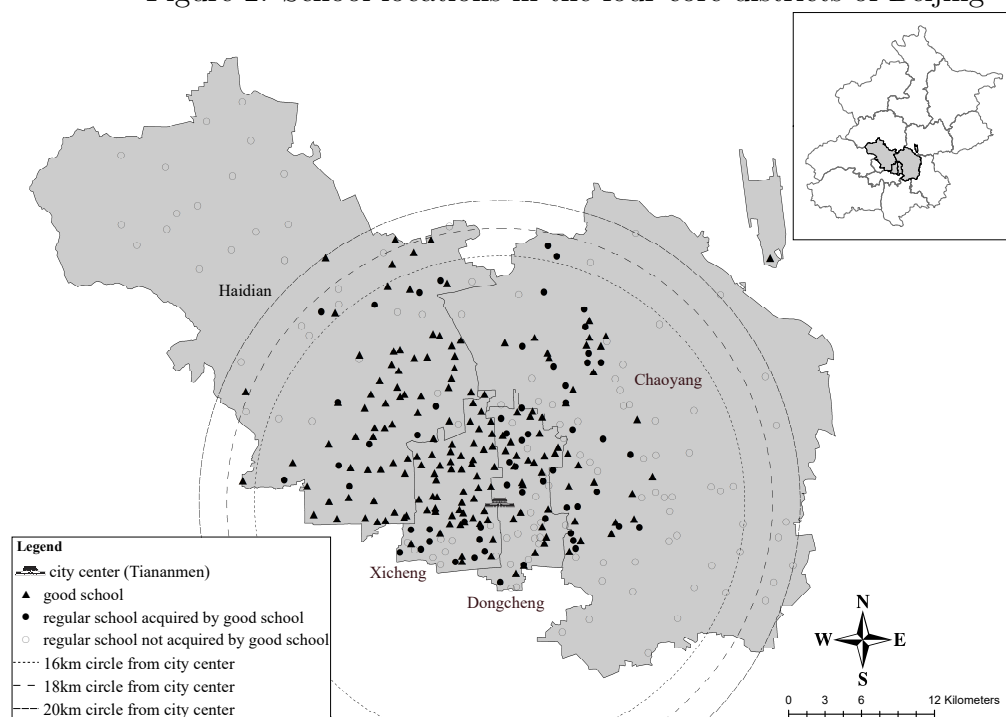 Figure 2: School locations in the four core districts of Beijing
Haidian
Chaoyang
Xicheng
Dongcheng
Legend
city center (Tiananmen)
good school
regular school acquired by good school
regular school not acquired by good school
16km circle from city center
18km circle from city center
20km circle from city center
N
W E
S
0 3 6 12 Kilometers